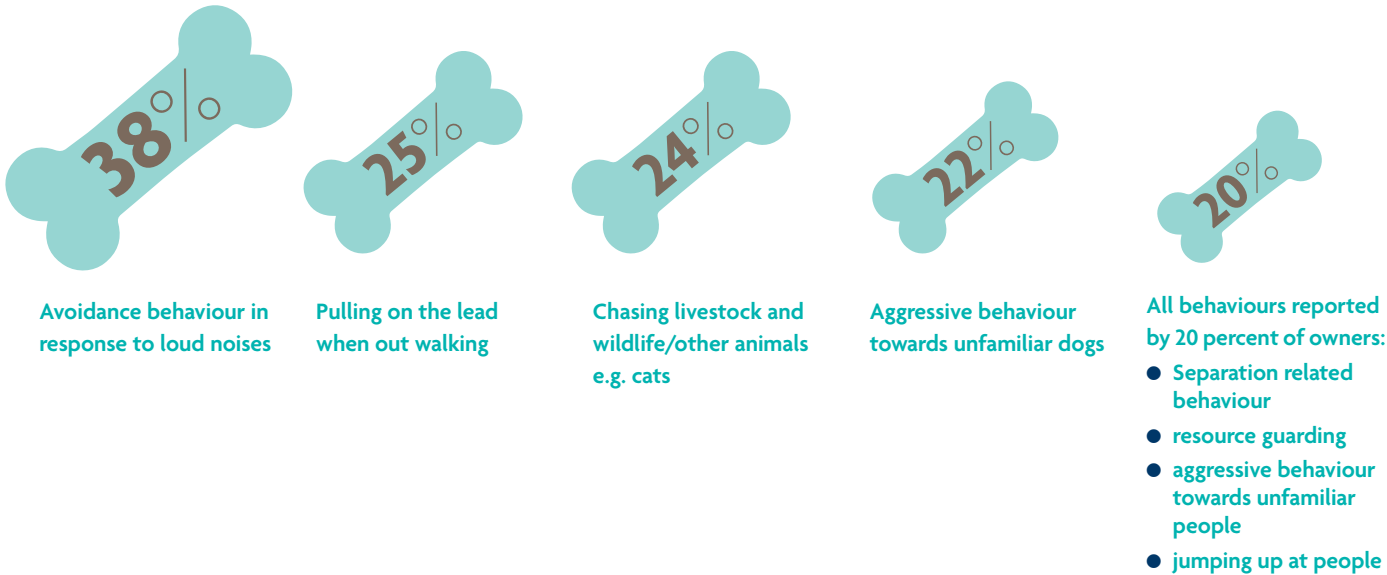 38%
Avoidance behaviour in
response to loud noises
25%
Pulling on the lead
when out walking
24%
Chasing livestock and
wildlife/other animals
e.g. cats
22%
Aggressive behaviour
towards unfamiliar dogs
20%
All behaviours reported
by 20 percent of owners:
● Separation related
behaviour
● resource guarding
● aggressive behaviour
towards unfamiliar
people
● jumping up at people